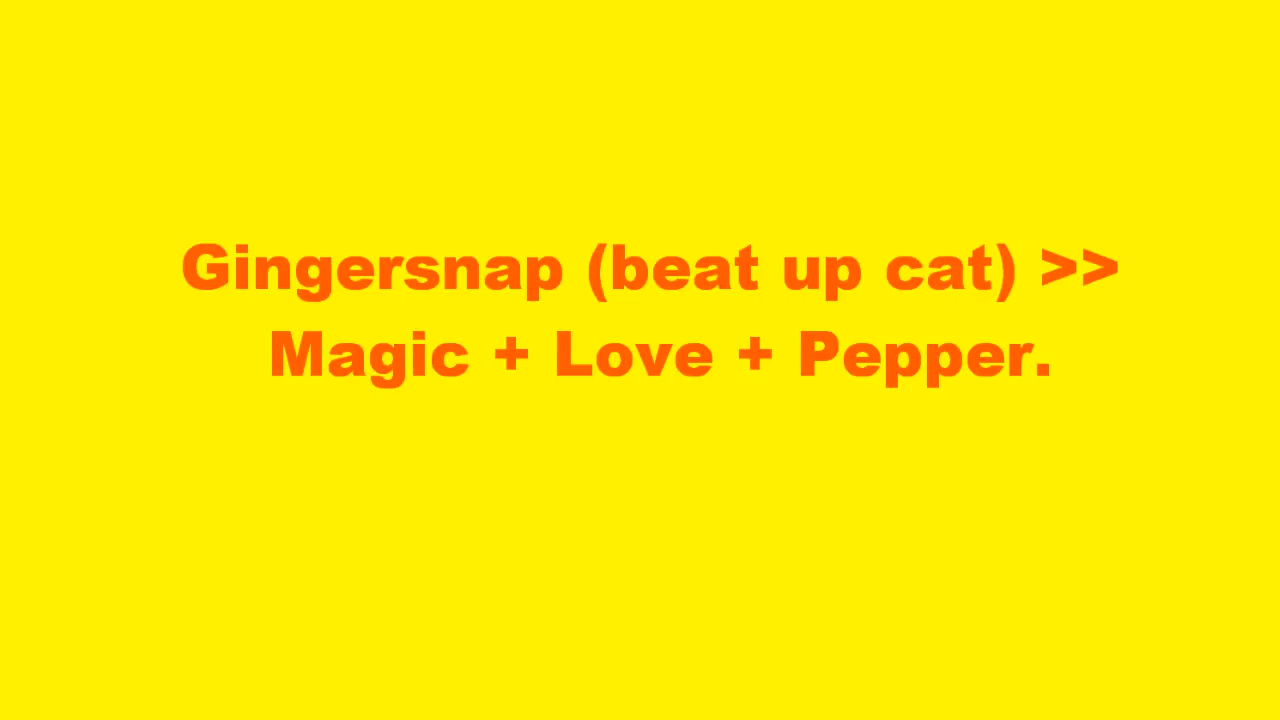 Gingersnap (beat up cat) >>
Magic + Love + Pepper.